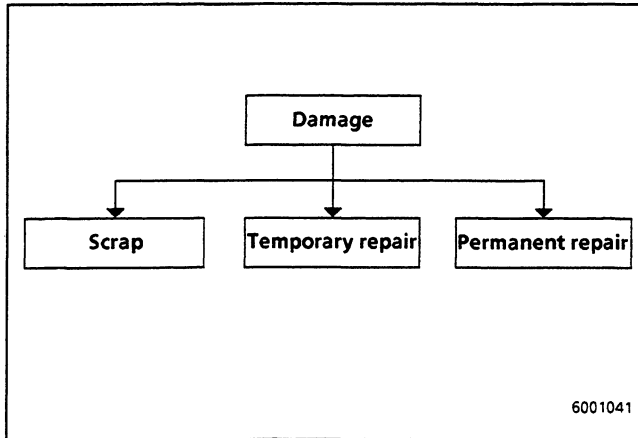 Damage
Scrap
Temporary repair
Permanent repair
6001041